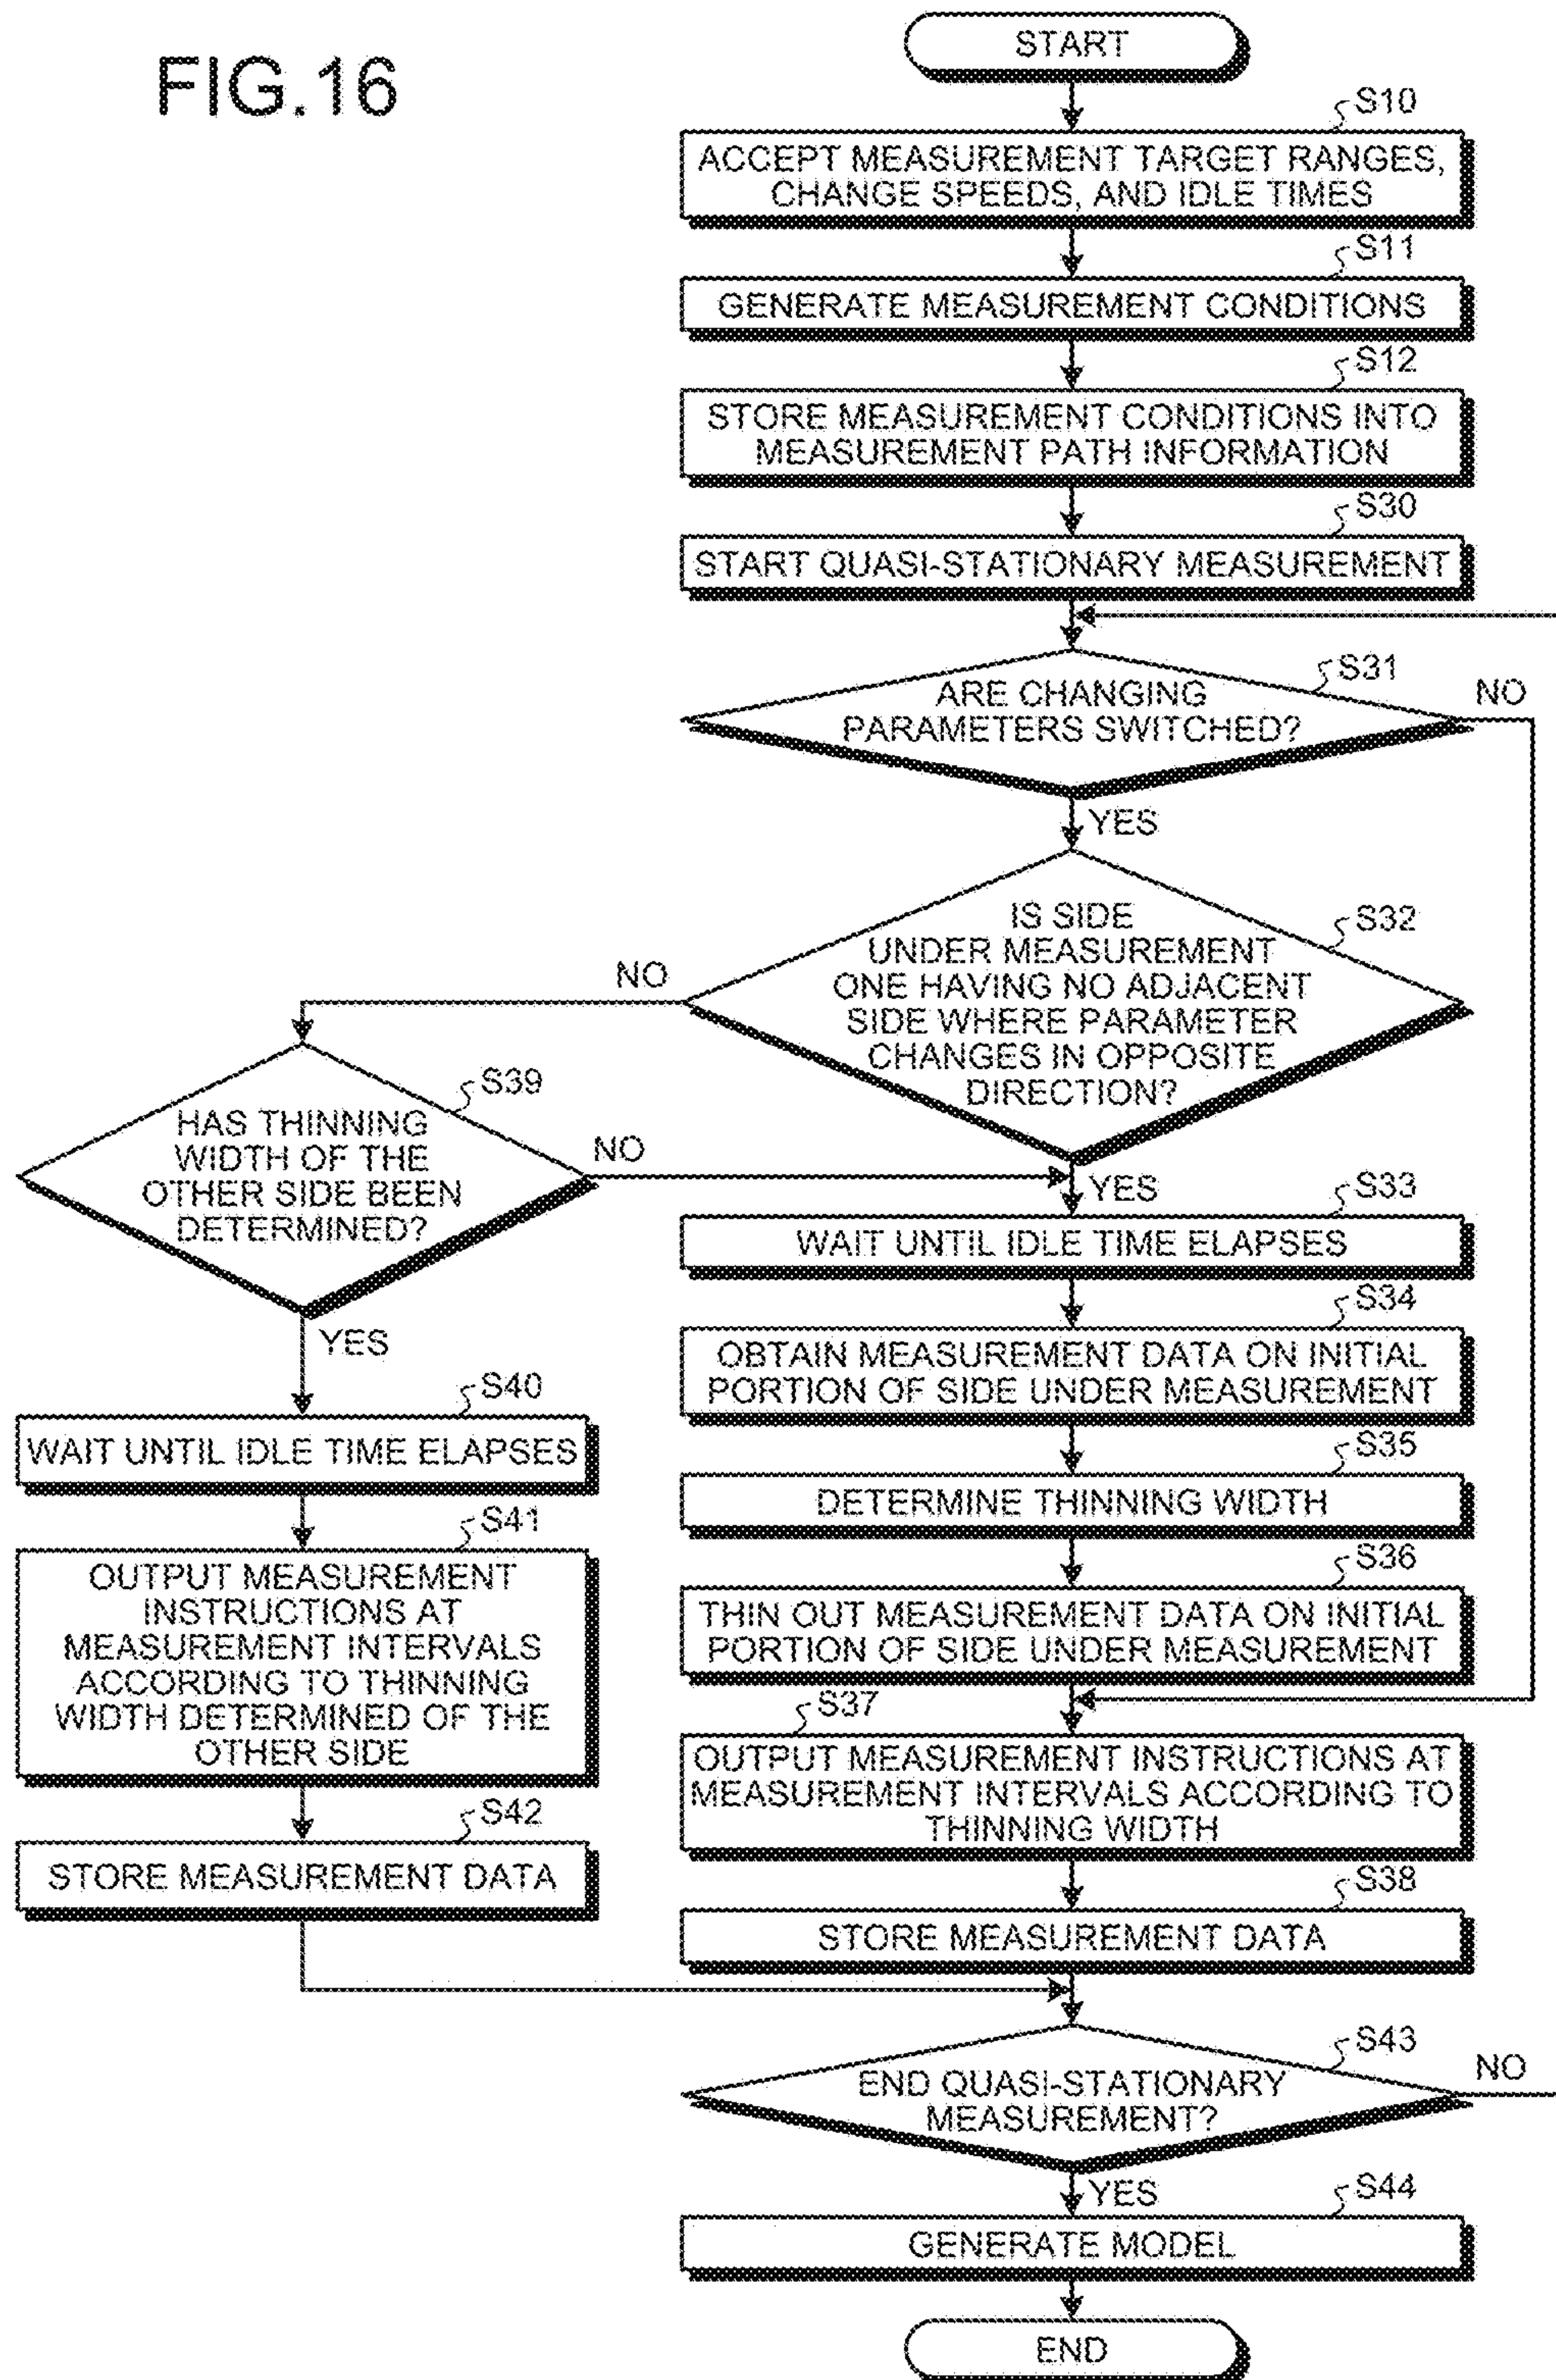 FIG.16
START
S10
ACCEPT MEASUREMENT TARGET RANGES,
CHANGE SPEEDS, AND IDLE TIMES
S11
GENERATE MEASUREMENT CONDITIONS
S12
STORE MEASUREMENT CONDITIONS INTO
MEASUREMENT PATH INFORMATION
S30
START QUASI-STATIONARY MEASUREMENT
S31
ARE CHANGING
PARAMETERS SWITCHED?
NO
YES
S32
IS SIDE
UNDER MEASUREMENT
ONE HAVING NO ADJACENT
SIDE WHERE PARAMETER
CHANGES IN OPPOSITE
DIRECTION?
NO
YES
S39
HAS THINNING
WIDTH OF THE
OTHER SIDE BEEN
DETERMINED?
NO
YES
S33
WAIT UNTIL IDLE TIME ELAPSES
S34
OBTAIN MEASUREMENT DATA ON INITIAL
PORTION OF SIDE UNDER MEASUREMENT
S35
DETERMINE THINNING WIDTH
S36
THIN OUT MEASUREMENT DATA ON INITIAL
PORTION OF SIDE UNDER MEASUREMENT
S37
OUTPUT MEASUREMENT INSTRUCTIONS AT
MEASUREMENT INTERVALS ACCORDING TO
THINNING WIDTH
S38
STORE MEASUREMENT DATA
S40
WAIT UNTIL IDLE TIME ELAPSES
S41
OUTPUT MEASUREMENT
INSTRUCTIONS AT
MEASUREMENT INTERVALS
ACCORDING TO THINNING
WIDTH DETERMINED OF THE
OTHER SIDE
S42
STORE MEASUREMENT DATA
S43
END QUASI-STATIONARY
MEASUREMENT?
NO
YES
S44
GENERATE MODEL
END